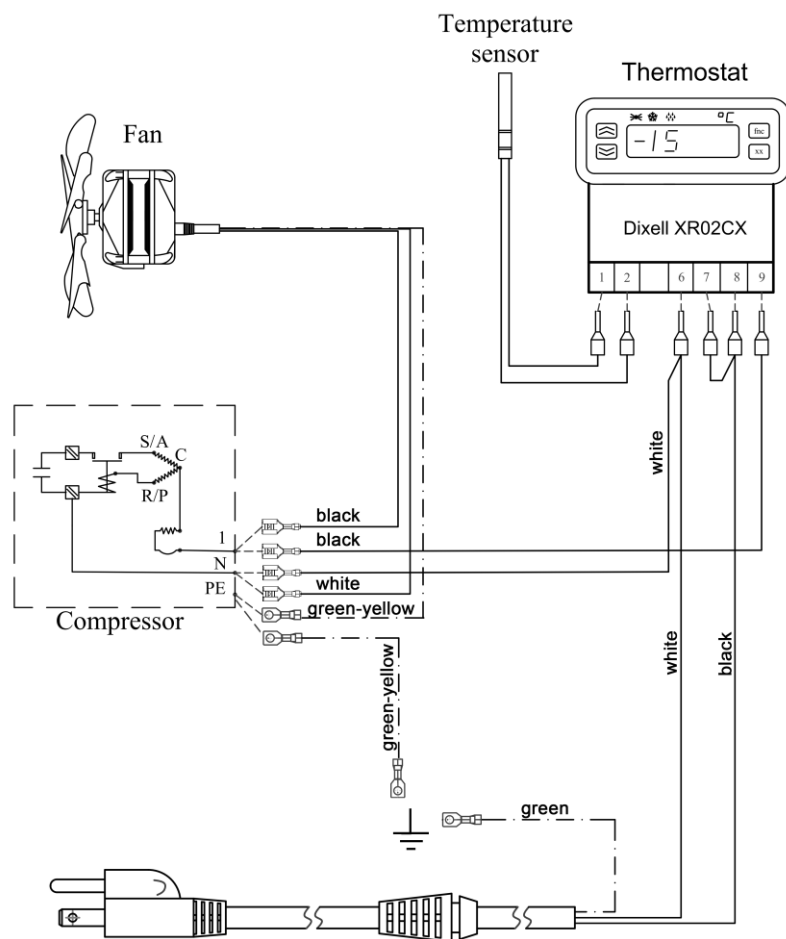 Temperature
sensor
Thermostat
Fan
°C
fnc
-15
xx
Dixell XR02CX
1 2 6 7 8 9
S/A
C
R/P
white
black
1
black
N
PE
white
green-yellow
Compressor
white
black
green-yellow
green